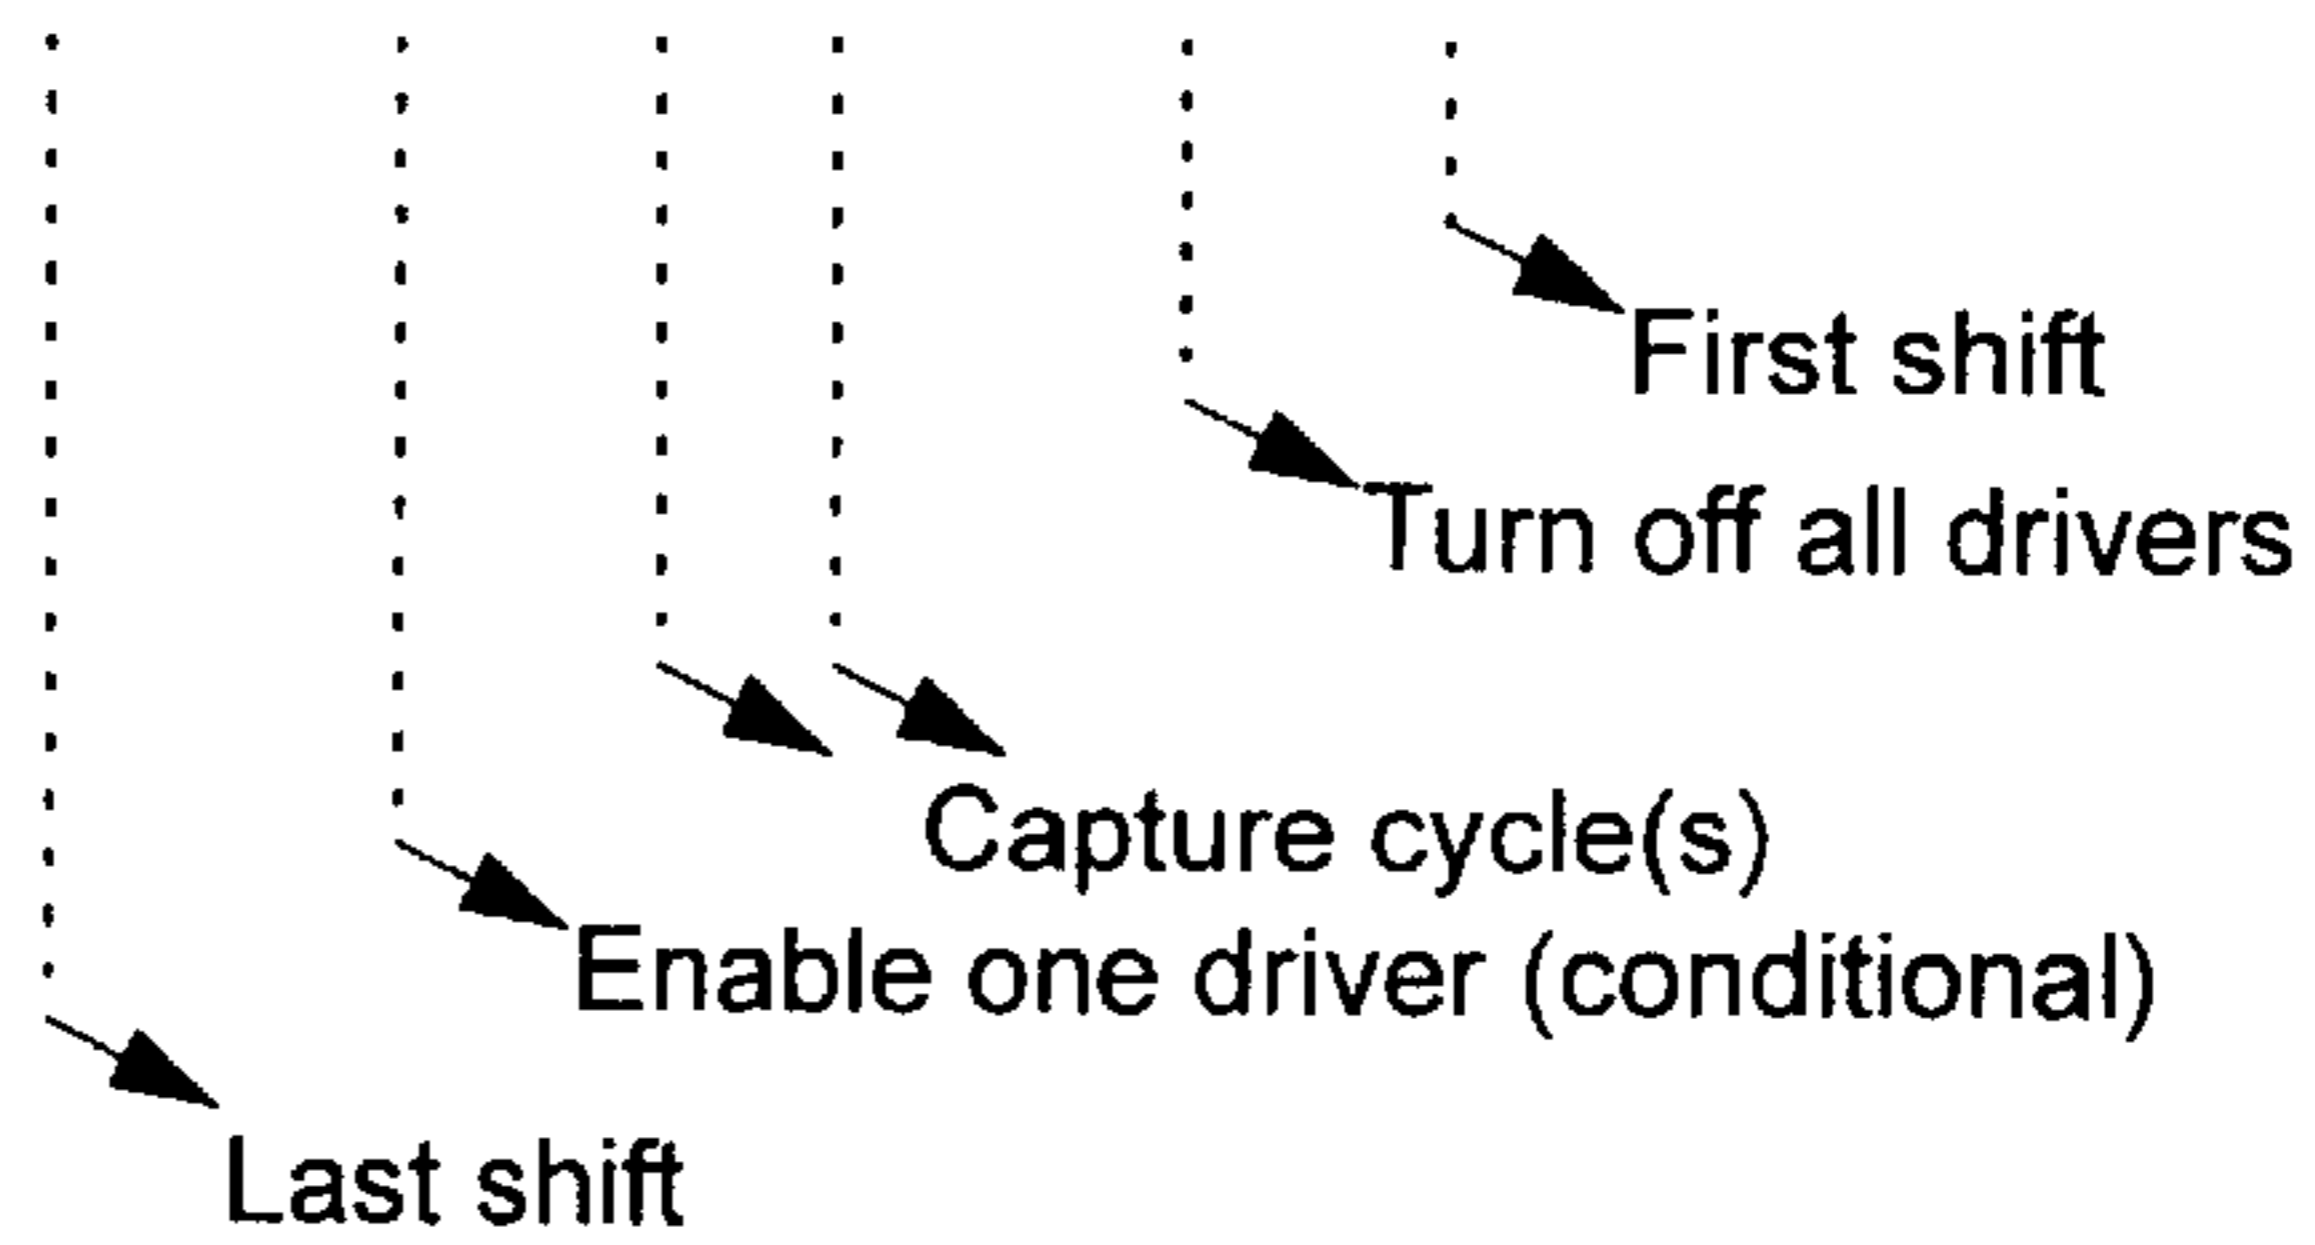 First shift
Turn off all drivers
Capture cycle(s)
Enable one driver (conditional)
Last shift